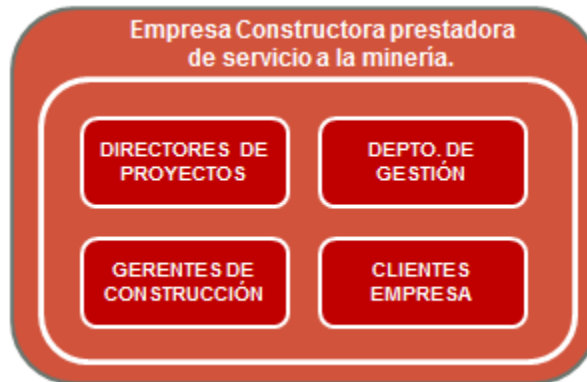 Empresa Constructora prestadora
de servicio a la minería.
DIRECTORES DE
PROYECTOS
DEPTO. DE
GESTIÓN
GERENTES DE
CONSTRUCCIÓN
CLIENTES
EMPRESA